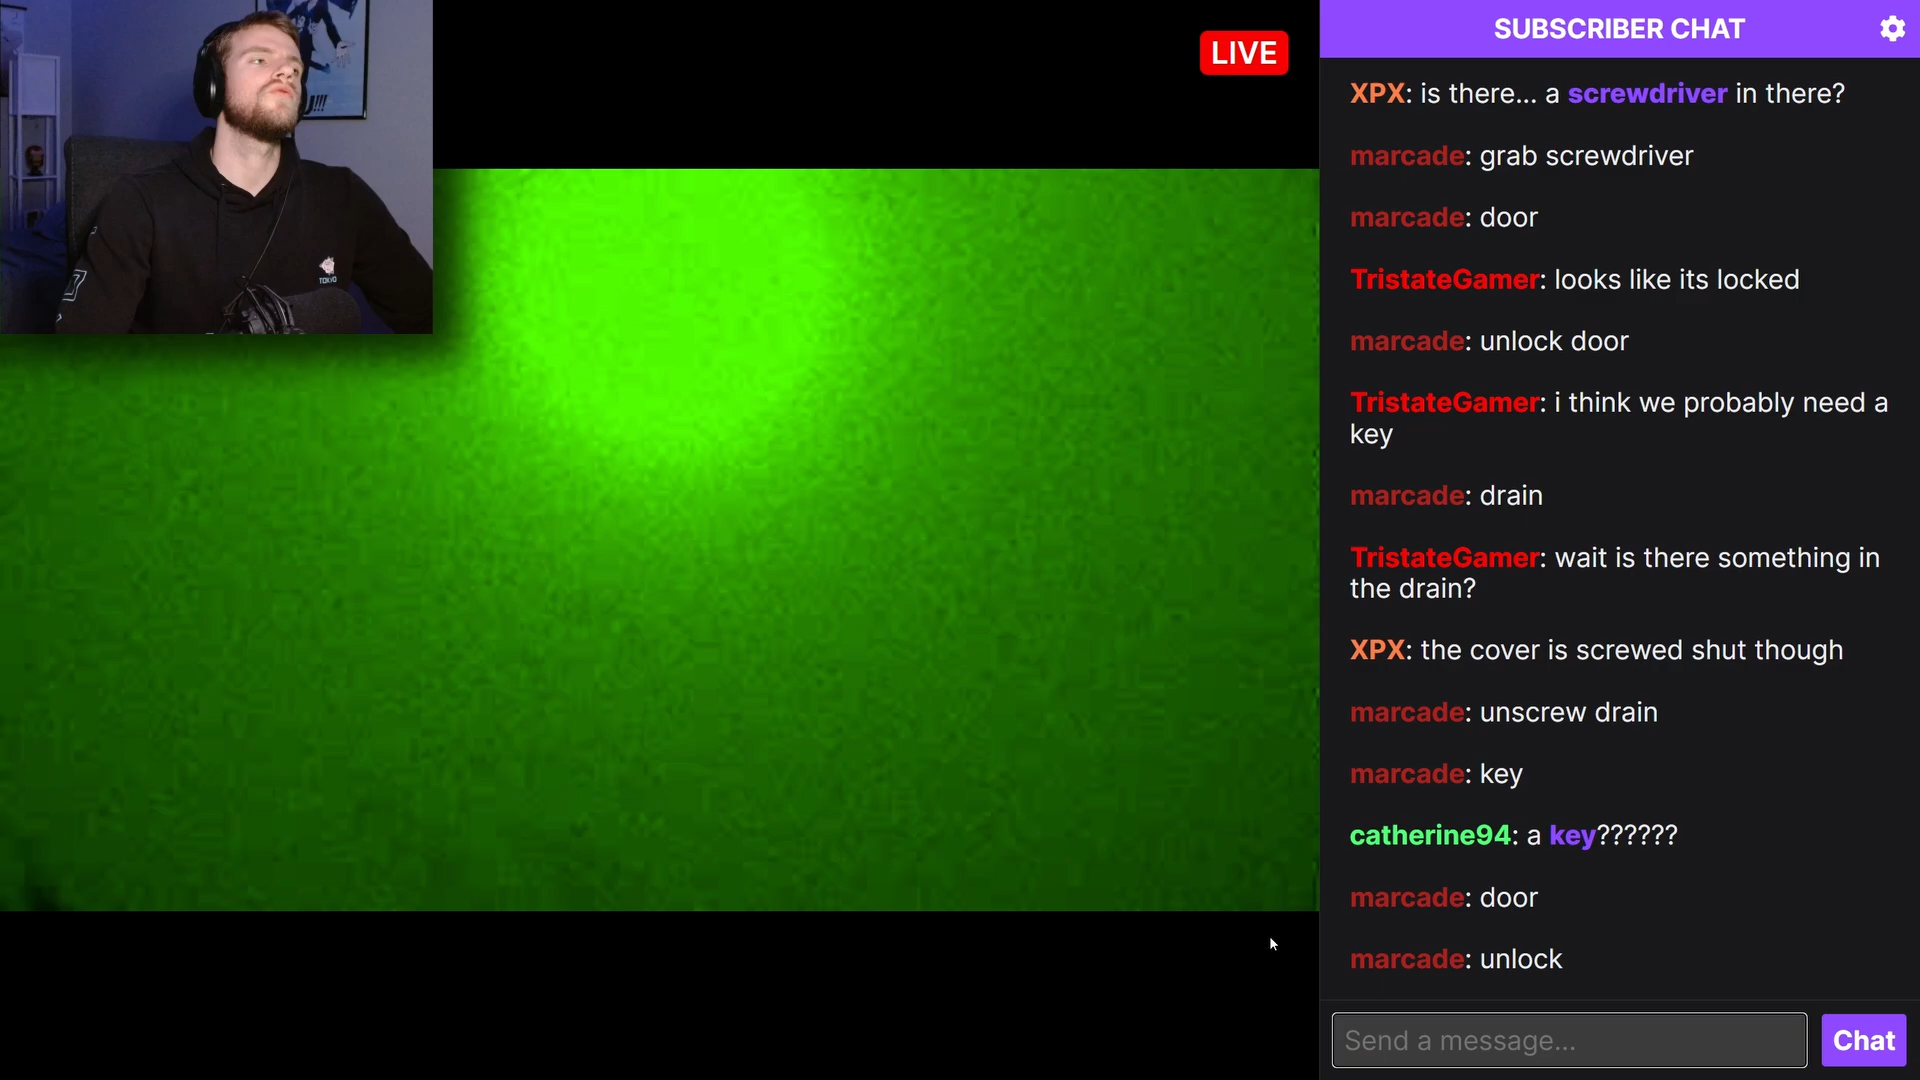 !!!
TOKYO
LIVE
SUBSCRIBER CHAT
XPX: is there... a screwdriver in there?
marcade: grab screwdriver
marcade: door
TristateGamer: looks like its locked
marcade: unlock door
TristateGamer: i think we probably need a
key
marcade: drain
TristateGamer: wait is there something in
the drain?
XPX: the cover is screwed shut though
marcade: unscrew drain
marcade: key
catherine94: a key??????
marcade: door
marcade: unlock
Send a message...
Chat